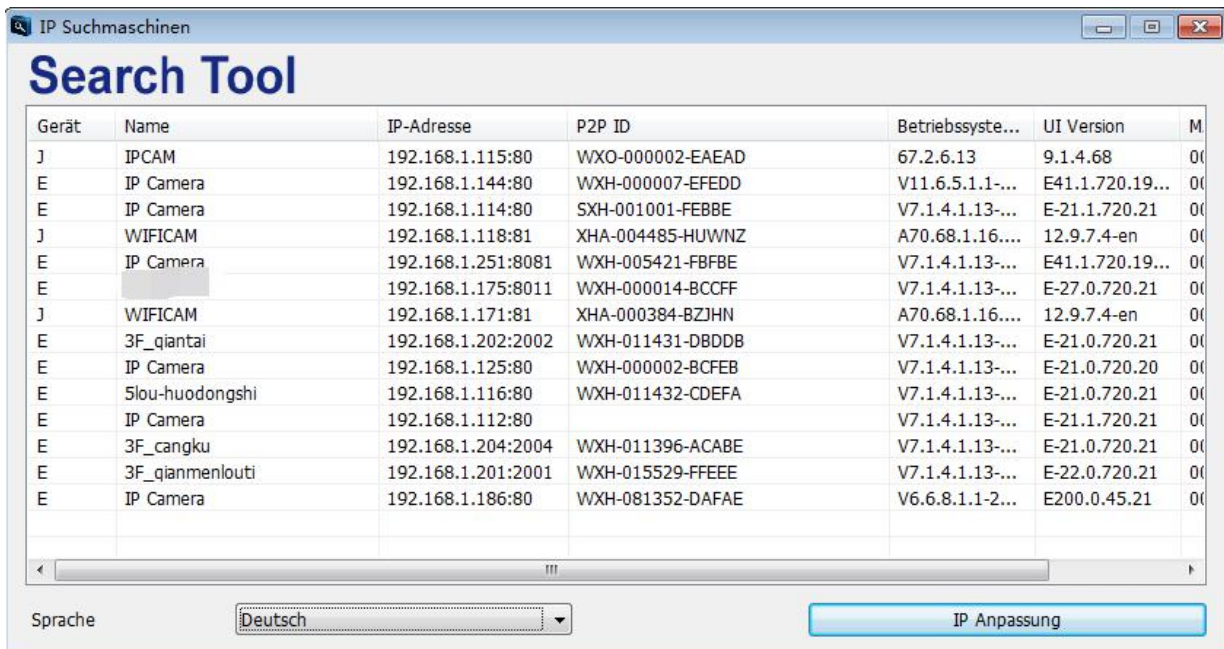 IP Suchmaschinen
Search Tool
Gerät Name IP-Adresse P2P ID Betriebssyste... UI Version M
J IPCAM 192.168.1.115:80 WXO-000002-EAEAD 67.2.6.13 9.1.4.68 00
E IP Camera 192.168.1.144:80 WXH-000007-EFEDD V11.6.5.1.1-... E41.1.720.19... 00
E IP Camera 192.168.1.114:80 SXH-001001-FEBBE V7.1.4.1.13-... E-21.1.720.21 00
J WIFICAM 192.168.1.118:81 XHA-004485-HUWNZ A70.68.1.16.... 12.9.7.4-en 00
E IP Camera 192.168.1.251:8081 WXH-005421-FBFBE V7.1.4.1.13-... E41.1.720.19... 00
E 192.168.1.175:8011 WXH-000014-BCCFF V7.1.4.1.13-... E-27.0.720.21 00
J WIFICAM 192.168.1.171:81 XHA-000384-BZJHN A70.68.1.16.... 12.9.7.4-en 00
E 3F_qiantai 192.168.1.202:2002 WXH-011431-DBDDB V7.1.4.1.13-... E-21.0.720.21 00
E IP Camera 192.168.1.125:80 WXH-000002-BCFEB V7.1.4.1.13-... E-21.0.720.20 00
E 5lou-huodongshi 192.168.1.116:80 WXH-011432-CDEFA V7.1.4.1.13-... E-21.0.720.21 00
E IP Camera 192.168.1.112:80 V7.1.4.1.13-... E-21.1.720.21 00
E 3F_cangku 192.168.1.204:2004 WXH-011396-ACABE V7.1.4.1.13-... E-21.0.720.21 00
E 3F_qianmenlouti 192.168.1.201:2001 WXH-015529-FFEEE V7.1.4.1.13-... E-22.0.720.21 00
E IP Camera 192.168.1.186:80 WXH-081352-DAFAE V6.6.8.1.1-2... E200.0.45.21 00
Sprache Deutsch IP Anpassung